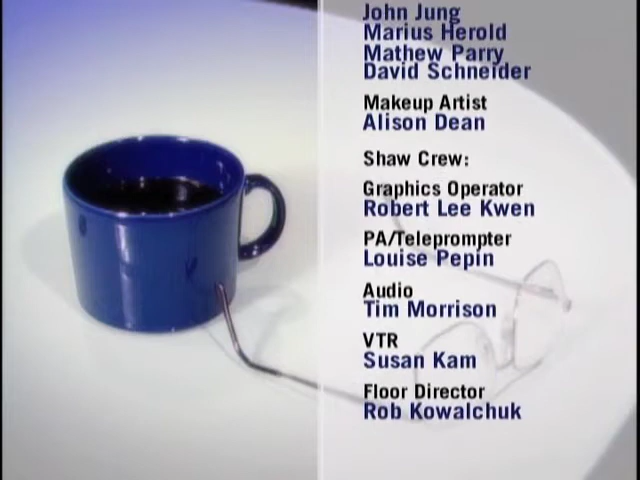 John Jung
Marius Herold
Mathew Parry
David Schneider
Makeup Artist
Alison Dean
Shaw Crew:
Graphics Operator
Robert Lee Kwen
PA/Teleprompter
Louise Pepin
Audio
Tim Morrison
VTR
Susan Kam
Floor Director
Rob Kowalchuk